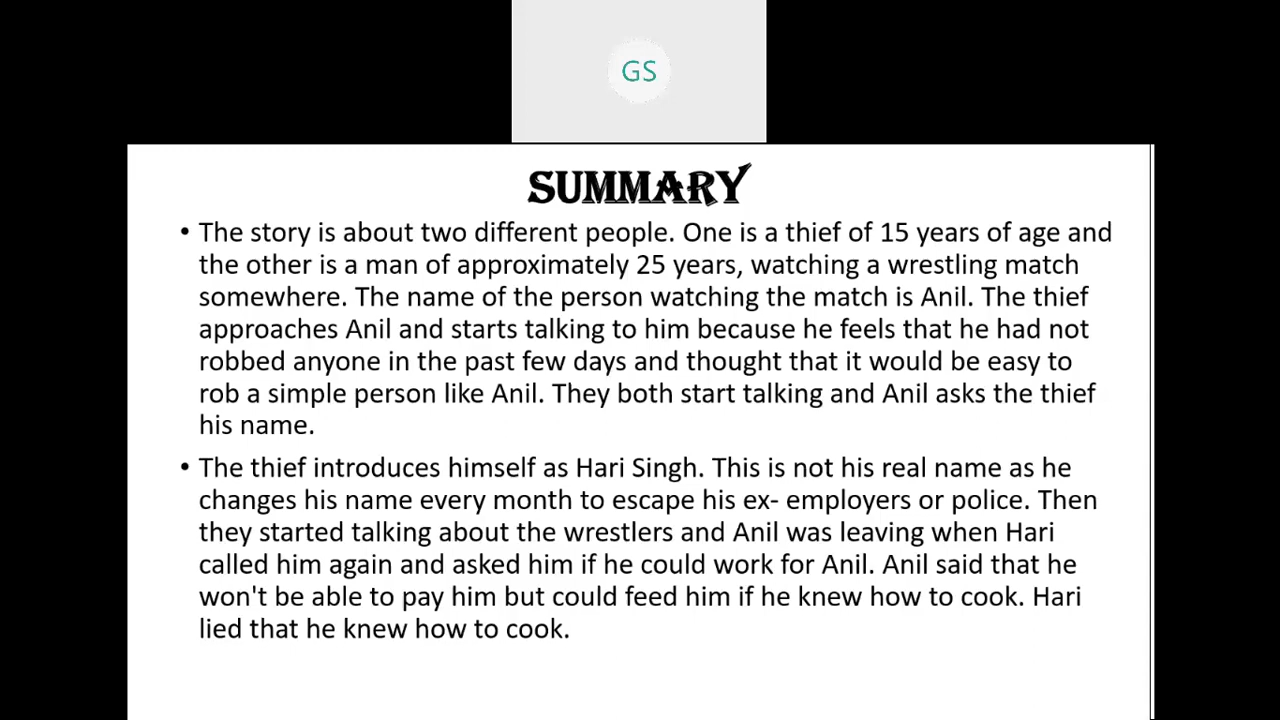 GS
SUMMARY
• The story is about two different people. One is a thief of 15 years of age and
the other is a man of approximately 25 years, watching a wrestling match
somewhere. The name of the person watching the match is Anil. The thief
approaches Anil and starts talking to him because he feels that he had not
robbed anyone in the past few days and thought that it would be easy to
rob a simple person like Anil. They both start talking and Anil asks the thief
his name.
• The thief introduces himself as Hari Singh. This is not his real name as he
changes his name every month to escape his ex- employers or police. Then
they started talking about the wrestlers and Anil was leaving when Hari
called him again and asked him if he could work for Anil. Anil said that he
won't be able to pay him but could feed him if he knew how to cook. Hari
lied that he knew how to cook.